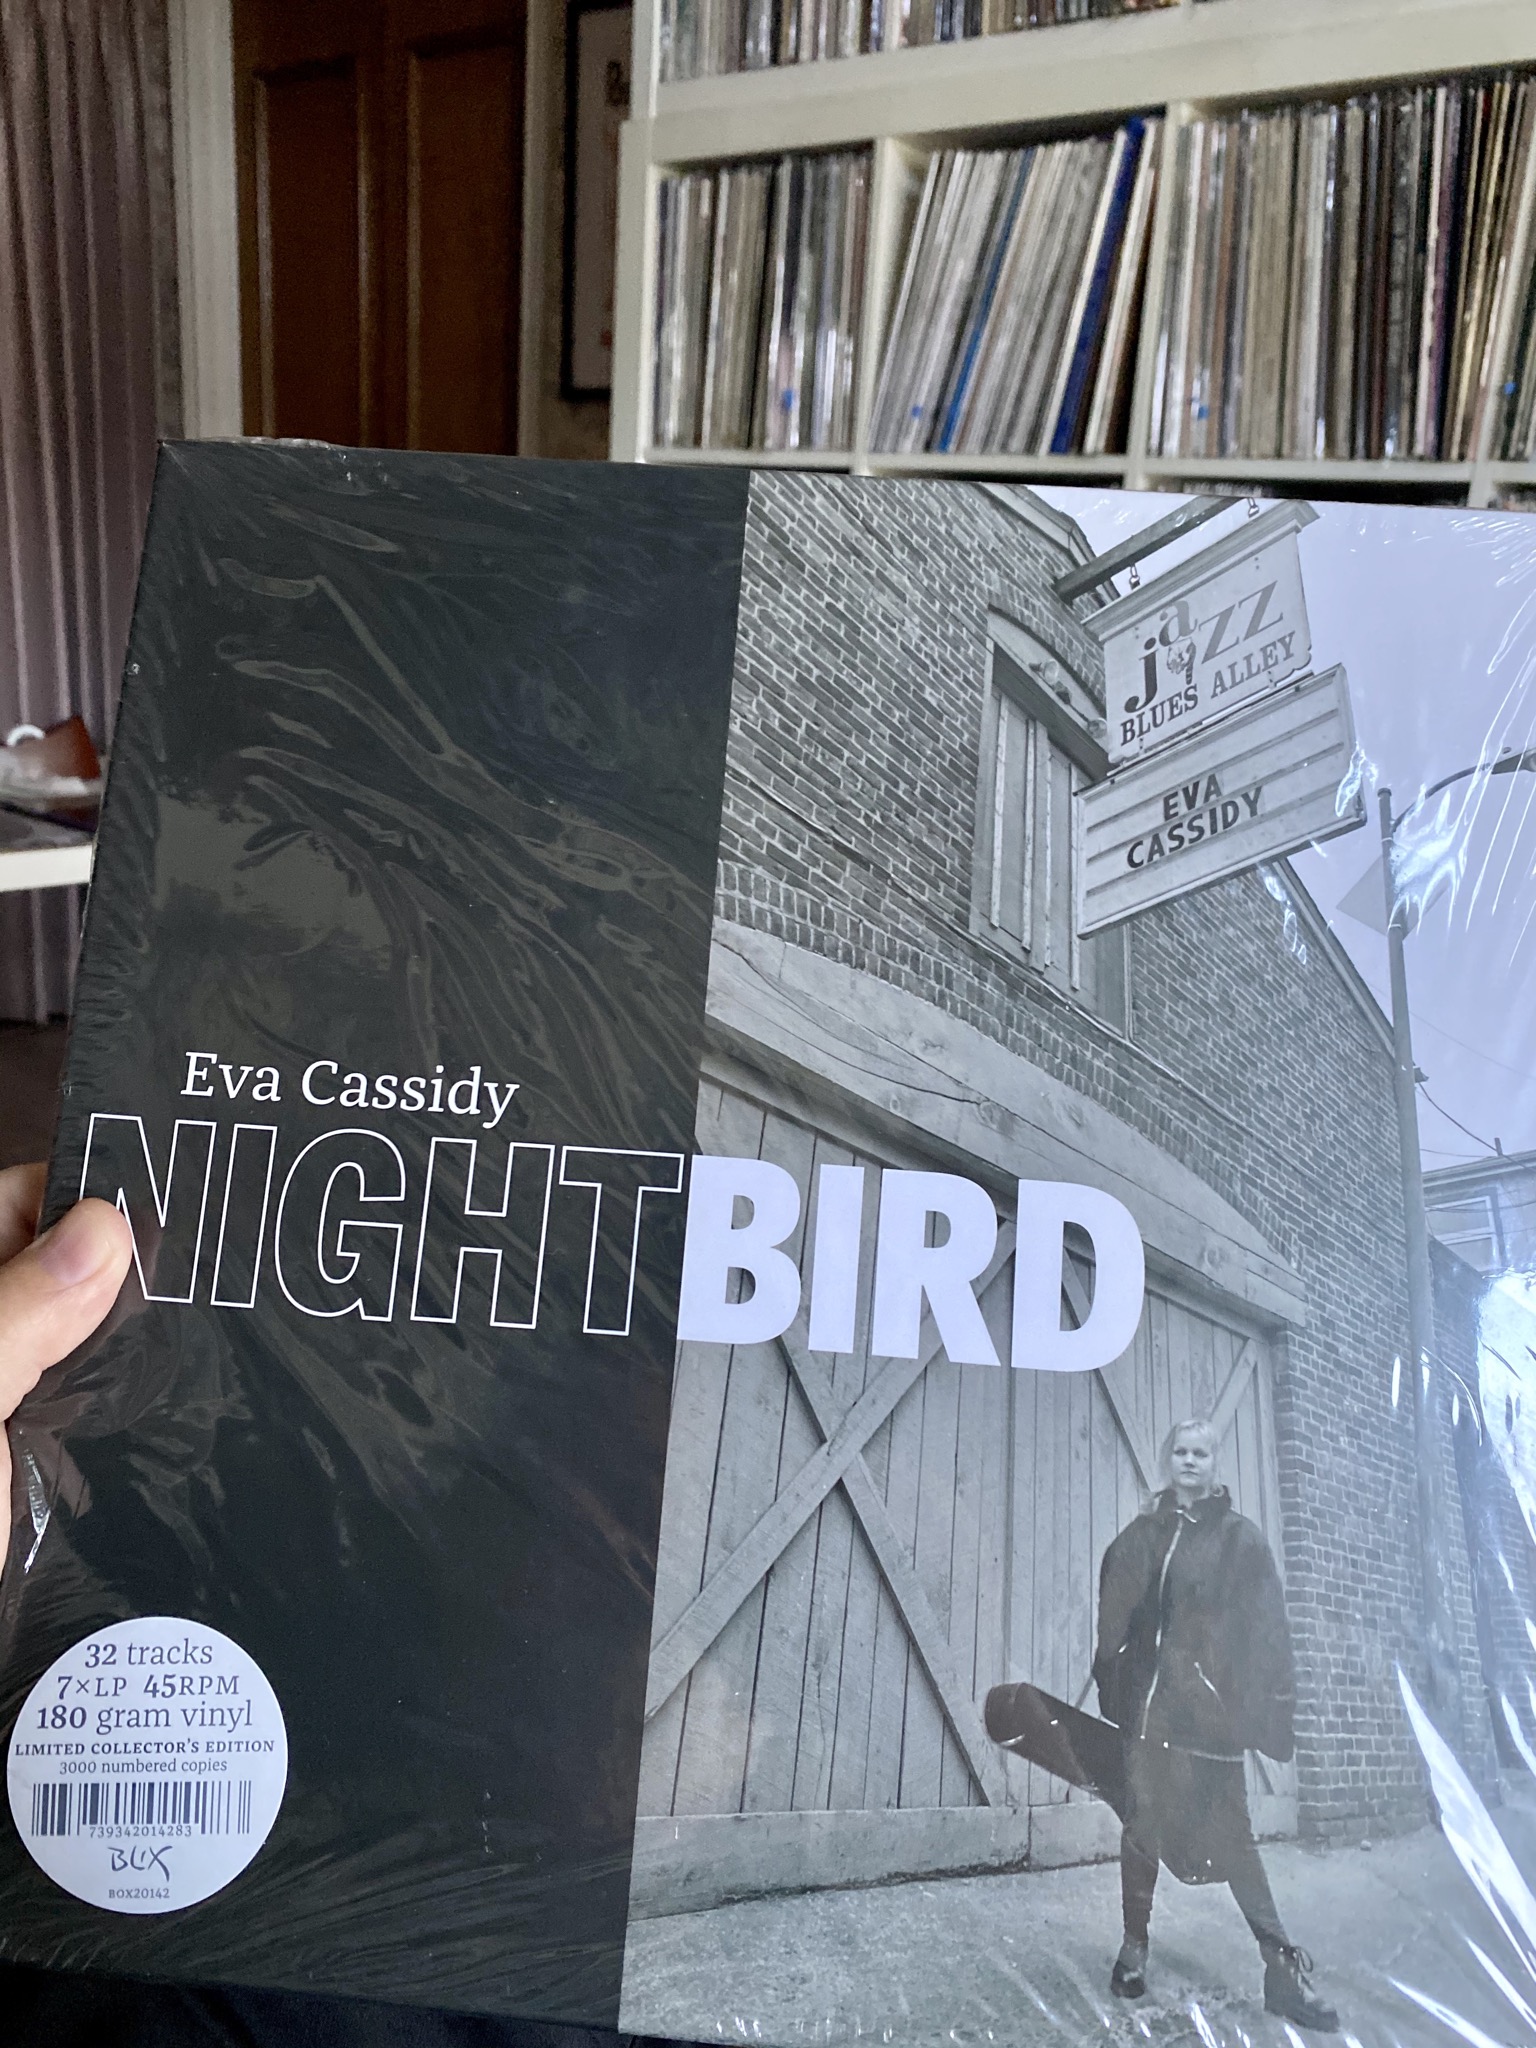 jazz
BLUES ALLEY
EVA
CASSIDY
Eva Cassidy
NIGHTBIRD
32 tracks
7×LP 45RPM
180 gram vinyl
LIMITED COLLECTOR'S EDITION
3000 numbered copies
739342014283
BLIX
BOX20142